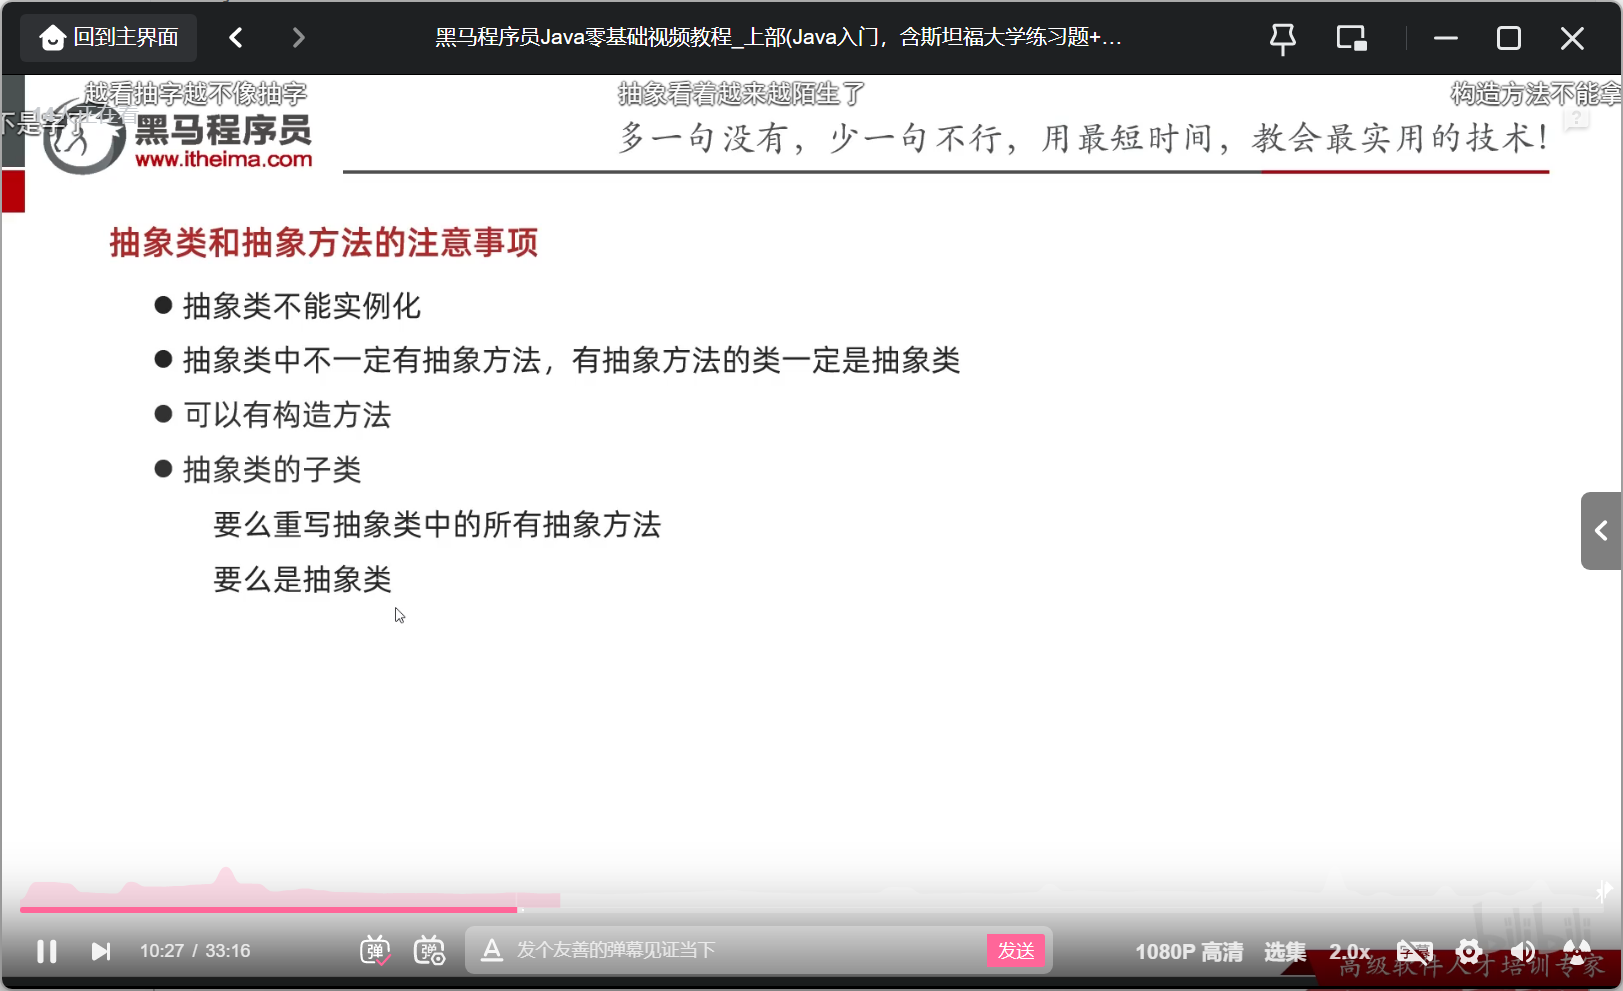 回到主界面
黑马程序员Java零基础视频教程_上部(Java入门，含斯坦福大学练习题+...
越看抽字越不像抽字
抽象看着越来越陌生了
构造方法不能拿
不是字了
黑马程序员
www.itheima.com
多一句没有，少一句不行，用最短时间，教会最实用的技术！
抽象类和抽象方法的注意事项
● 抽象类不能实例化
● 抽象类中不一定有抽象方法，有抽象方法的类一定是抽象类
● 可以有构造方法
● 抽象类的子类
要么重写抽象类中的所有抽象方法
要么是抽象类
bilibili
10:27 / 33:16
弹
弹
A 发个友善的弹幕见证当下
发送
1080P 高清
选集
2.0x
字幕
高级软件人才培训专家